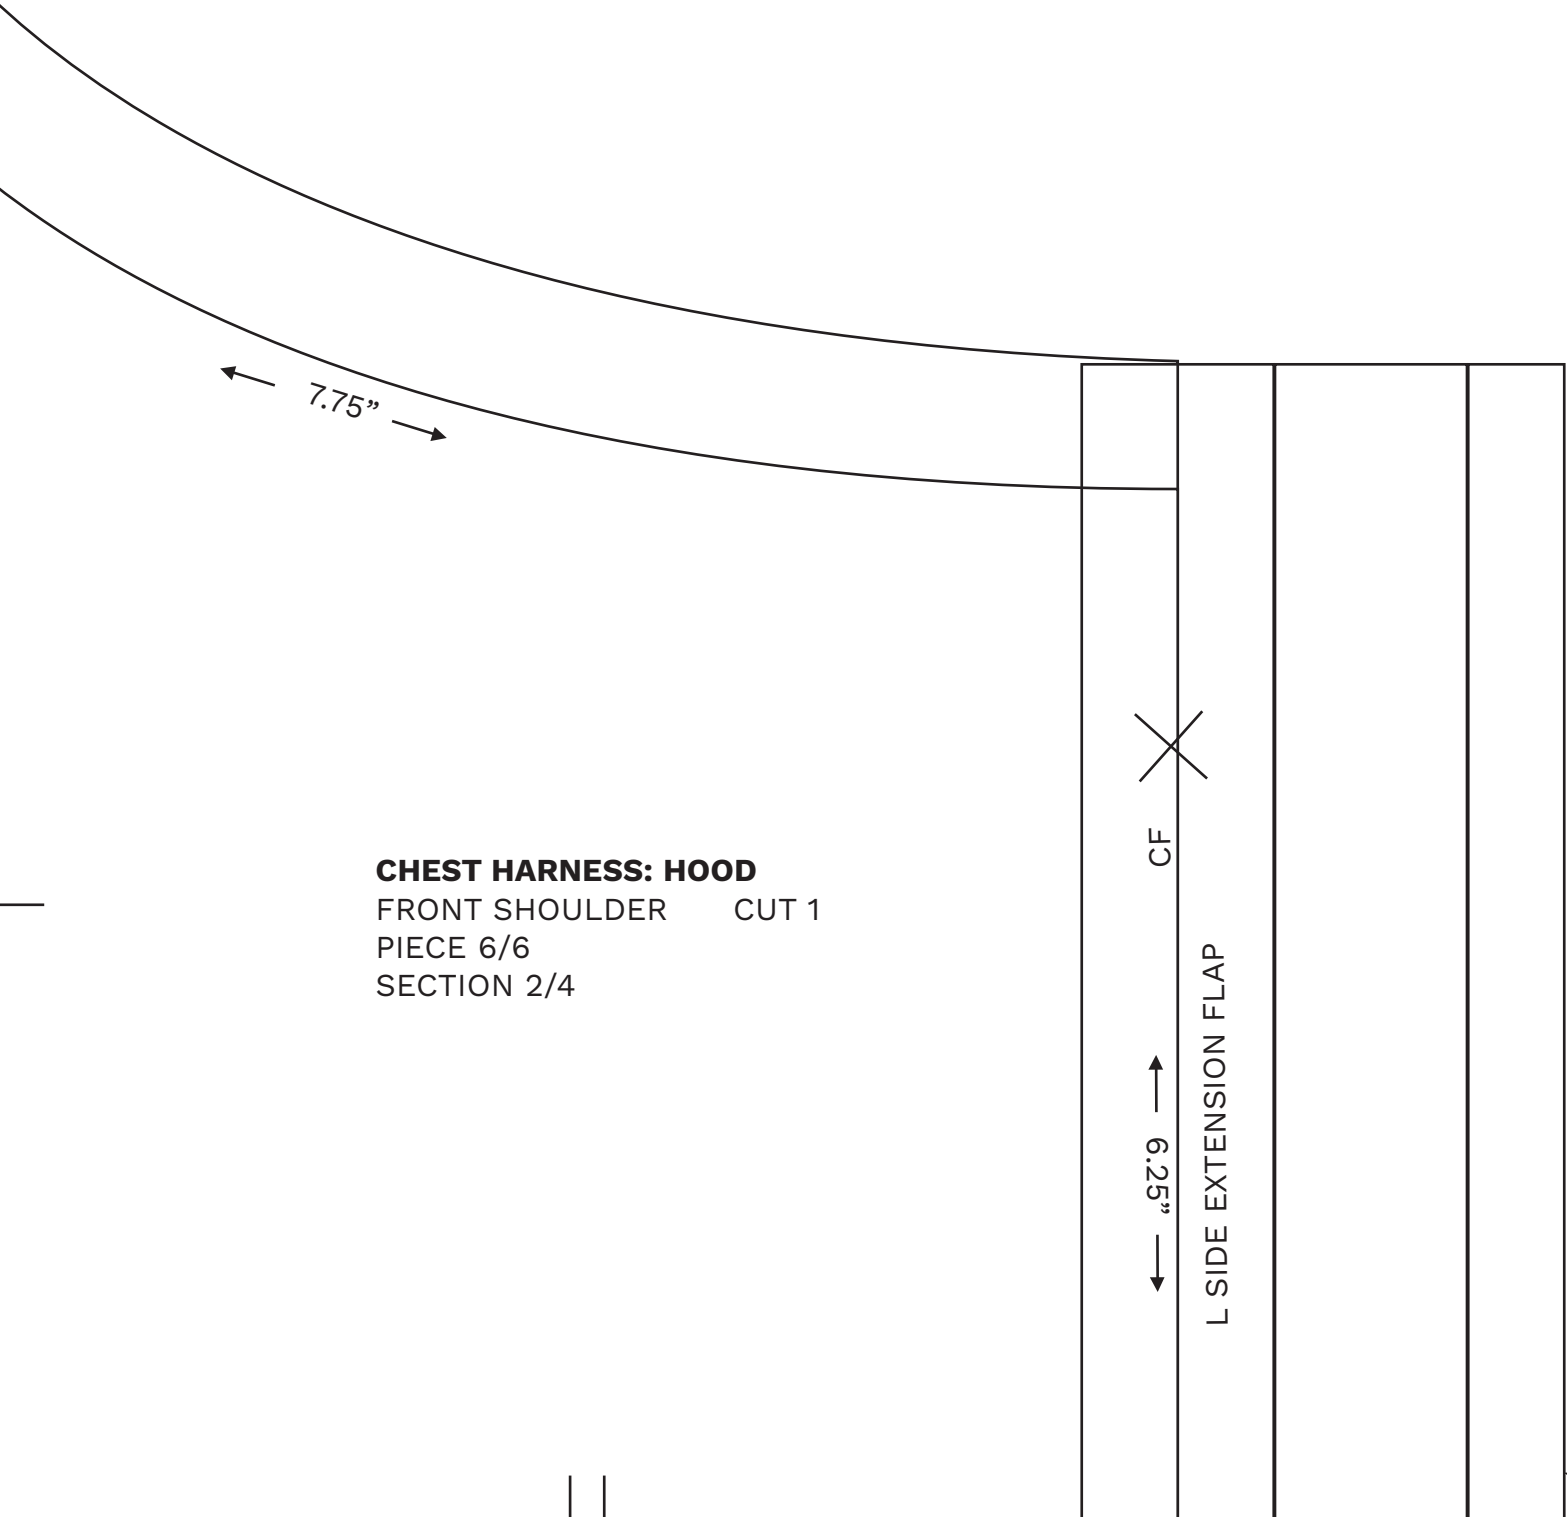 7.75”
CF
CHEST HARNESS: HOOD
FRONT SHOULDER CUT 1
PIECE 6/6
SECTION 2/4
L SIDE EXTENSION FLAP
6.25”